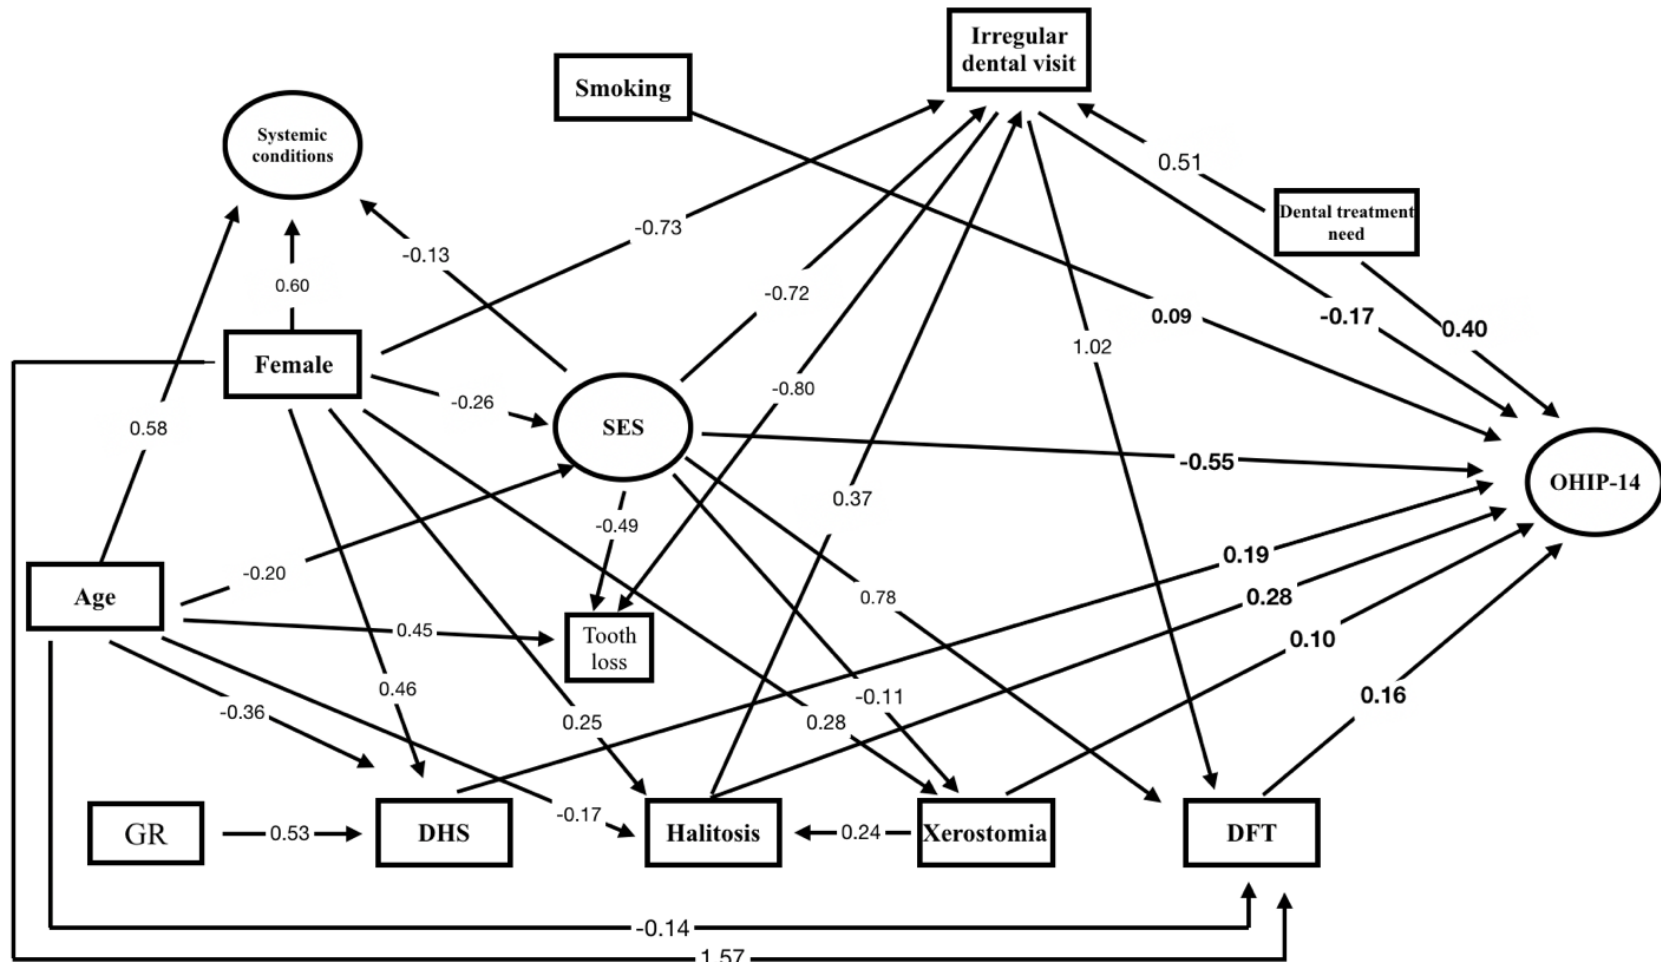 Irregular
dental visit
Smoking
Systemic
conditions
0.51
Dental treatment
need
-0.73
-0.13
0.60
-0.72
0.09
-0.17
0.40
1.02
Female
-0.26
-0.80
0.58
SES
-0.55
OHIP-14
0.37
-0.49
0.19
-0.20
Age
0.78
0.28
0.45
Tooth
loss
0.10
0.46
-0.36
0.25
0.28
-0.11
0.16
-0.17
GR
0.53
DHS
Halitosis
0.24
Xerostomia
DFT
-0.14
1.57